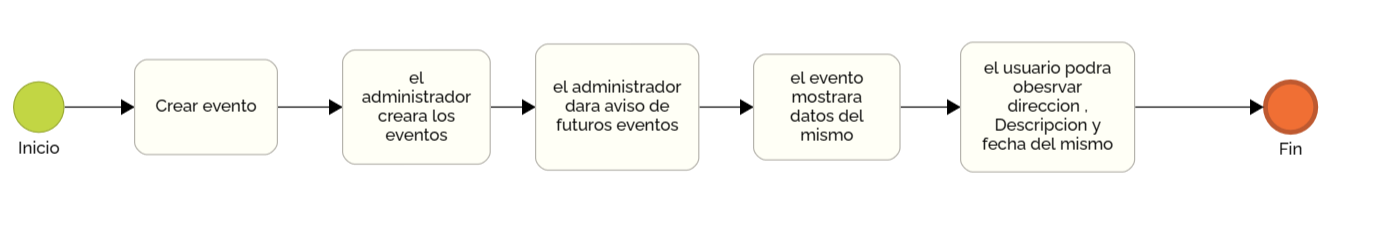 Inicio
Crear evento
el
administrador
creara los
eventos
el administrador
dara aviso de
futuros eventos
el evento
mostrara
datos del
mismo
el usuario podra
obesrvar
direccion ,
Descripcion y
fecha del mismo
Fin